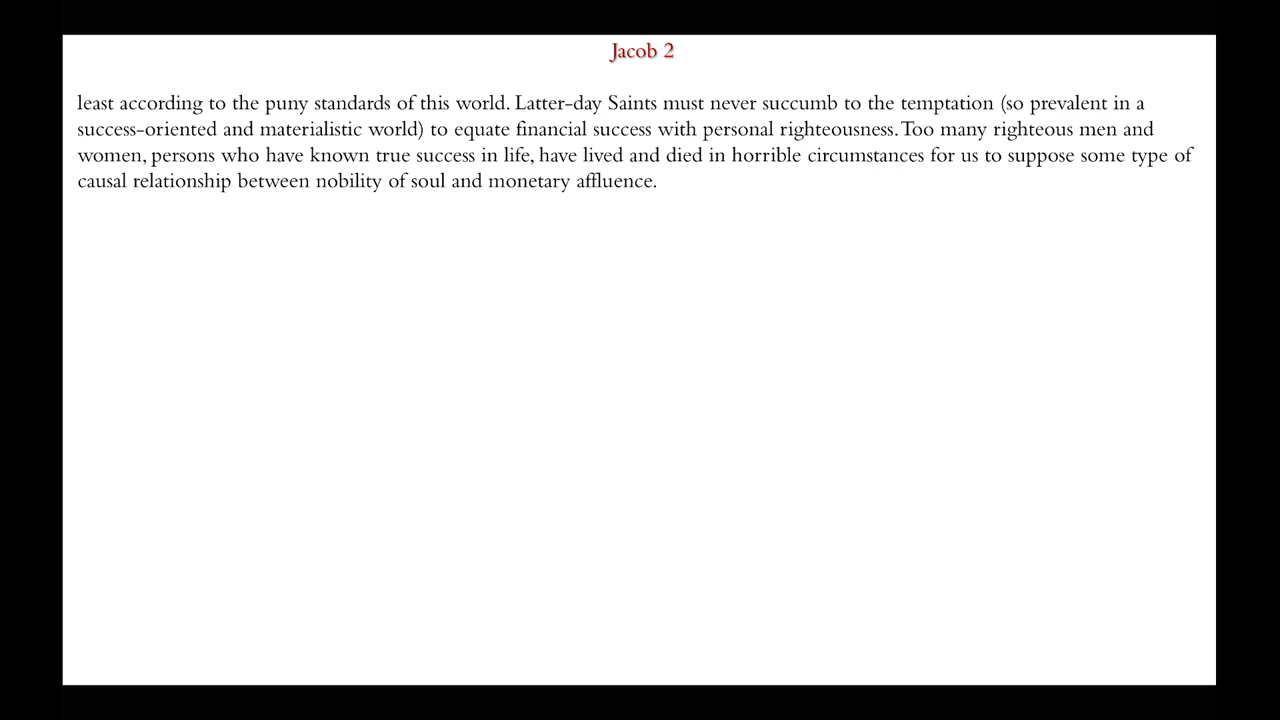 Jacob 2
least according to the puny standards of this world. Latter-day Saints must never succumb to the temptation (so prevalent in a
success-oriented and materialistic world) to equate financial success with personal righteousness. Too many righteous men and
women, persons who have known true success in life, have lived and died in horrible circumstances for us to suppose some type of
causal relationship between nobility of soul and monetary affluence.